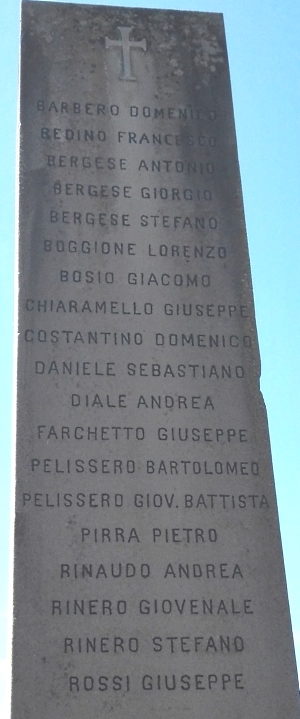 BARBERO DOMENICO
REDINO FRANCESCO
BERGESE ANTONIO
BERGESE GIORGIO
BERGESE STEFANO
BOGGIONE LORENZO
BOSIO GIACOMO
CHIARAMELLO GIUSEPPE
COSTANTINO DOMENICO
DANIELE SEBASTIANO
DIALE ANDREA
FARCHETTO GIUSEPPE
PELISSERO BARTOLOMEO
PELISSERO GIOV. BATTISTA
PIRRA PIETRO
RINAUDO ANDREA
RINERO GIOVENALE
RINERO STEFANO
ROSSI GIUSEPPE